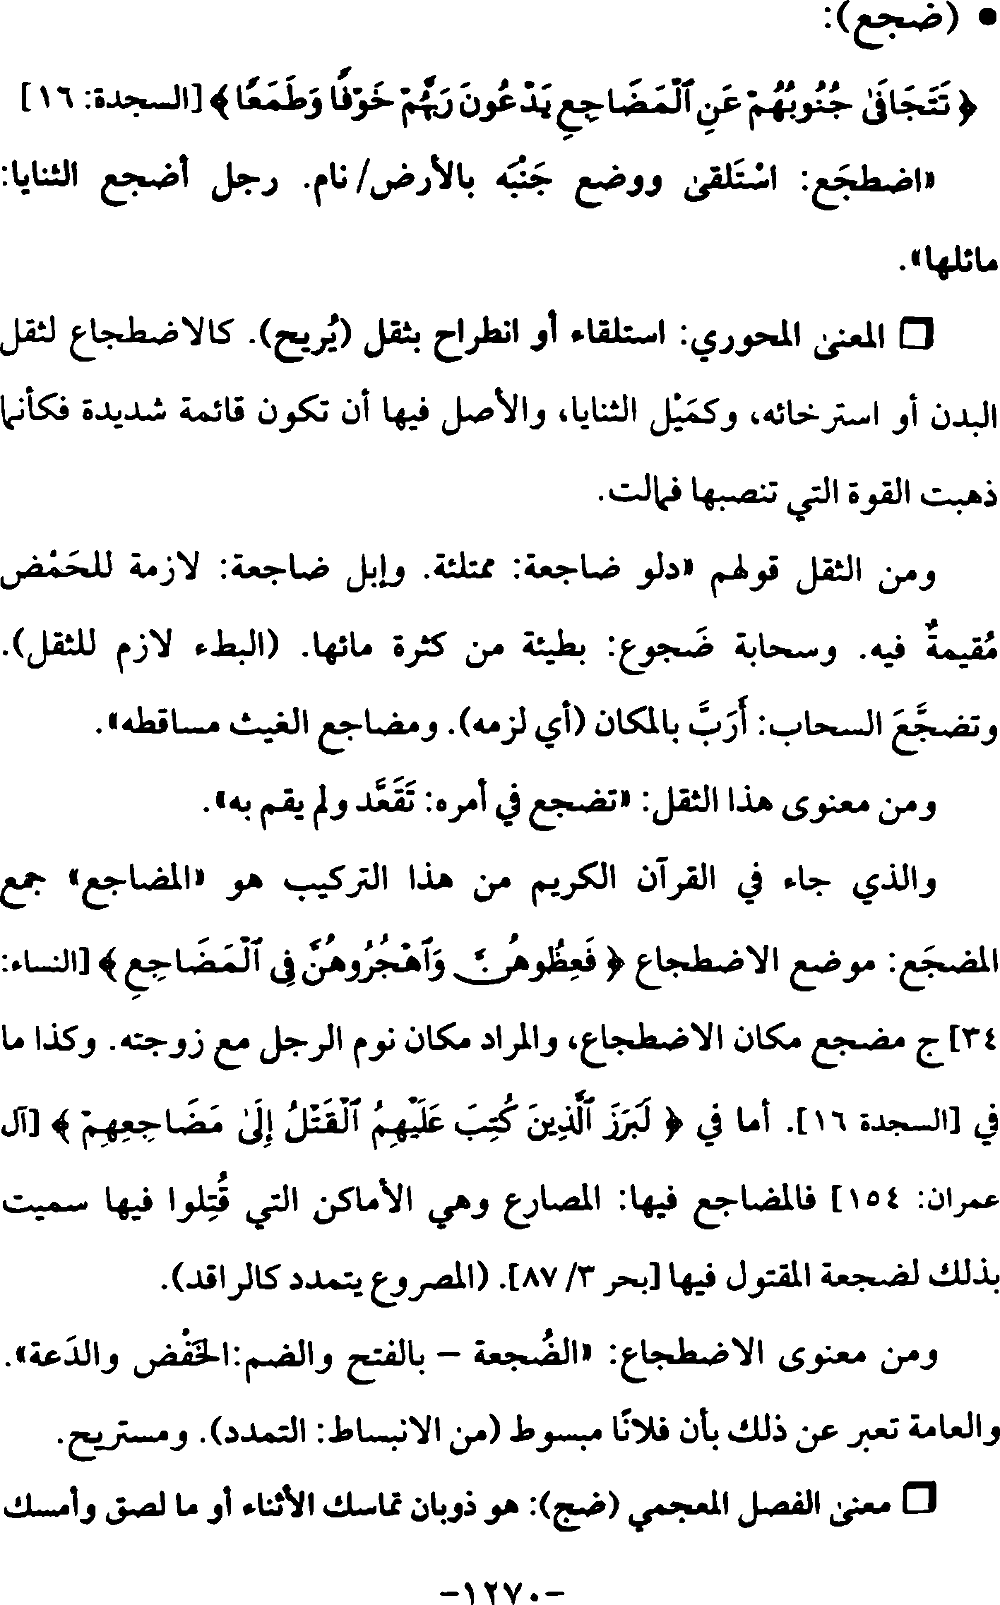 • (ضجع):
﴿ تَتَجَافَىٰ جُنُوبُهُمْ عَنِ ٱلْمَضَاجِعِ يَدْعُونَ رَبَّهُمْ خَوْفًا وَطَمَعًا ﴾ [السجدة: ١٦]
«اضطجَع: اسْتَلقىٰ ووضع جَنْبَه بالأرض/ نام. رجل أضجع الثنايا:
مائلها».
❒ المعنىٰ المحوري: استلقاء أو انطراح بثقل (يُريح). كالاضطجاع لثقل
البدن أو استرخائه، وكمَيْل الثنايا، والأصل فيها أن تكون قائمة شديدة فكأنما
ذهبت القوة التي تنصبها فمالت.
ومن الثقل قولهم «دلو ضاجعة: ممتلئة. وإبل ضاجعة: لازمة للحَمْض
مُقيمةٌ فيه. وسحابة ضَجوع: بطيئة من كثرة مائها. (البطء لازم للثقل).
وتضجَّعَ السحاب: أَرَبَّ بالمكان (أي لزمه). ومضاجع الغيث مساقطه».
ومن معنوى هذا الثقل: «تضجع في أمره: تَقَعَّد ولم يقم به».
والذي جاء في القرآن الكريم من هذا التركيب هو «المضاجع» جمع
المضجَع: موضع الاضطجاع ﴿ فَعِظُوهُنَّ وَٱهْجُرُوهُنَّ فِى ٱلْمَضَاجِعِ ﴾ [النساء:
٣٤] ج مضجع مكان الاضطجاع، والمراد مكان نوم الرجل مع زوجته. وكذا ما
في [السجدة ١٦]. أما في ﴿ لَبَرَزَ ٱلَّذِينَ كُتِبَ عَلَيْهِمُ ٱلْقَتْلُ إِلَىٰ مَضَاجِعِهِمْ ﴾ [آل
عمران: ١٥٤] فالمضاجع فيها: المصارع وهي الأماكن التي قُتِلوا فيها سميت
بذلك لضجعة المقتول فيها [بحر ٣/ ٨٧]. (المصروع يتمدد كالراقد).
ومن معنوى الاضطجاع: «الضُجعة – بالفتح والضم:الخَفْض والدَعة».
والعامة تعبر عن ذلك بأن فلانًا مبسوط (من الانبساط: التمدد). ومستريح.
❒ معنىٰ الفصل المعجمي (ضج): هو ذوبان تماسك الأثناء أو ما لصق وأمسك
-١٢٧٠-